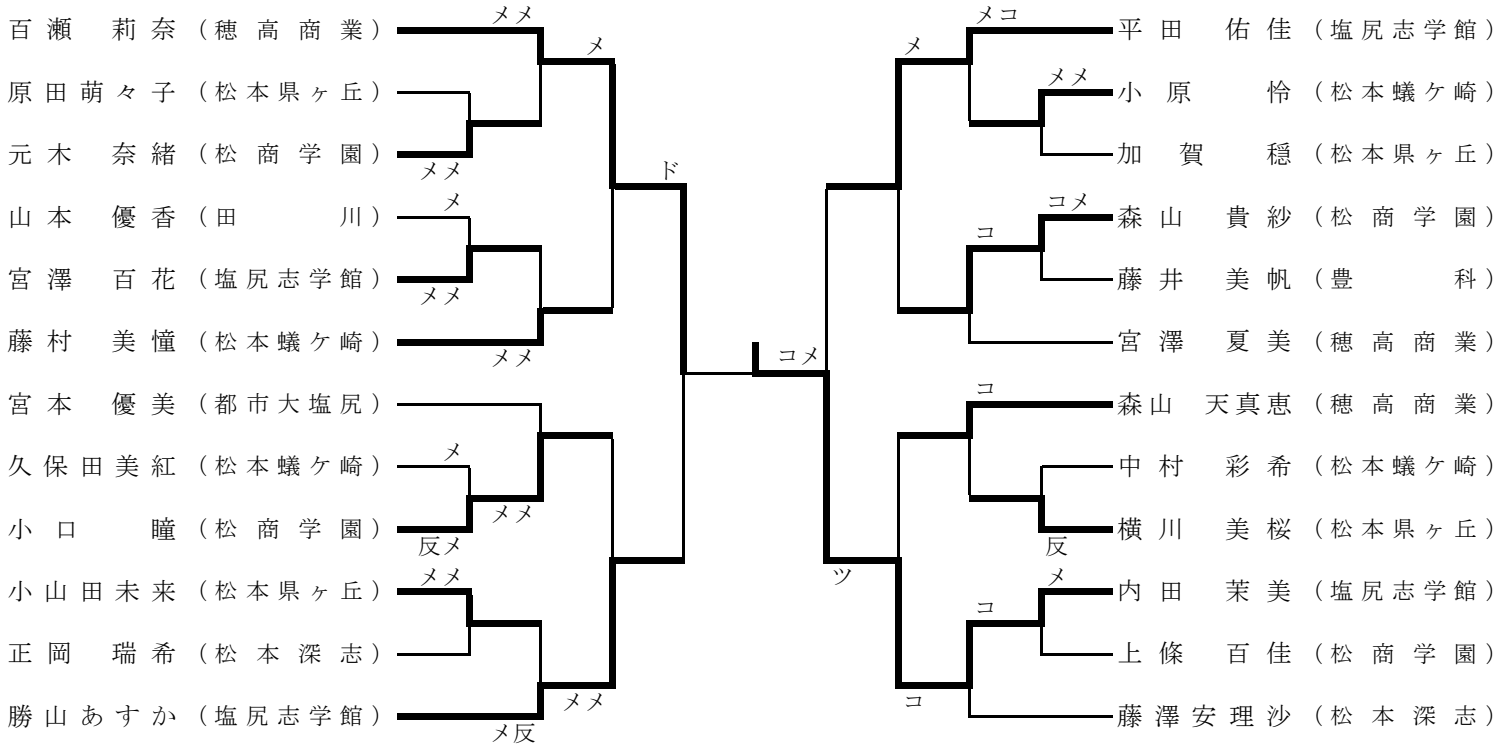 メメ
百瀬 莉奈 (穂高商業)
メ
原田萌々子 (松本県ヶ丘)
元木 奈緒 (松商学園)
メメ
ド
メ
山本 優香 (田川)
宮澤 百花 (塩尻志学館)
メメ
藤村 美憧 (松本蟻ケ崎)
メメ
宮本 優美 (都市大塩尻)
メ
久保田美紅 (松本蟻ケ崎)
メメ
小口 瞳 (松商学園)
反メ
メメ
小山田未来 (松本県ヶ丘)
正岡 瑞希 (松本深志)
メメ
勝山あすか (塩尻志学館)
メ反
コメ
メコ
平田 佑佳 (塩尻志学館)
メ
メメ
小原 怜 (松本蟻ケ崎)
加賀 穏 (松本県ヶ丘)
コメ
森山 貴紗 (松商学園)
コ
藤井 美帆 (豊科)
宮澤 夏美 (穂高商業)
コ
森山 天真恵 (穂高商業)
中村 彩希 (松本蟻ケ崎)
横川 美桜 (松本県ヶ丘)
反
ツ
メ
内田 茉美 (塩尻志学館)
コ
上條 百佳 (松商学園)
コ
藤澤安理沙 (松本深志)